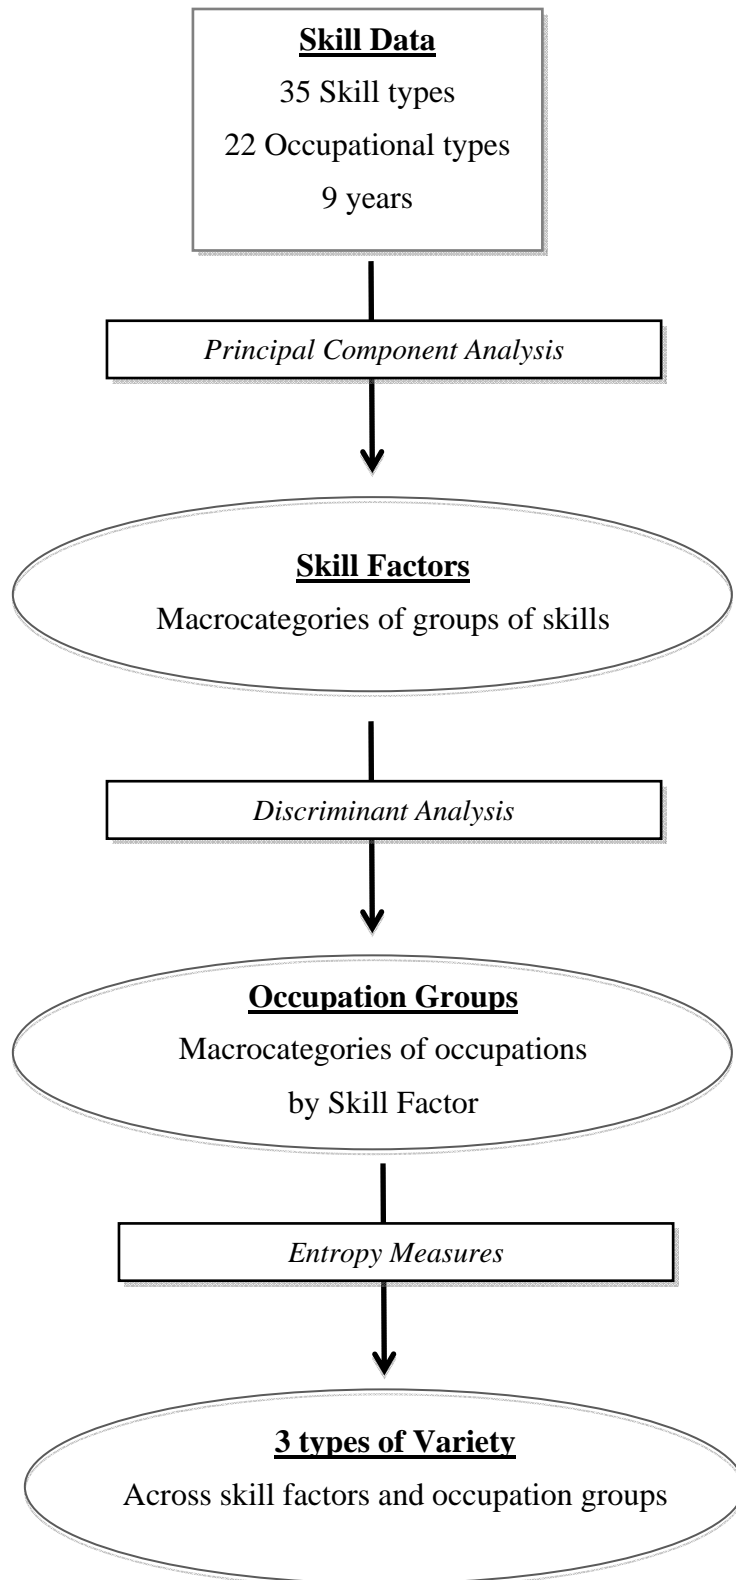 Skill Data
35 Skill types
22 Occupational types
9 years
Principal Component Analysis
Skill Factors
Macrocategories of groups of skills
Discriminant Analysis
Occupation Groups
Macrocategories of occupations
by Skill Factor
Entropy Measures
3 types of Variety
Across skill factors and occupation groups